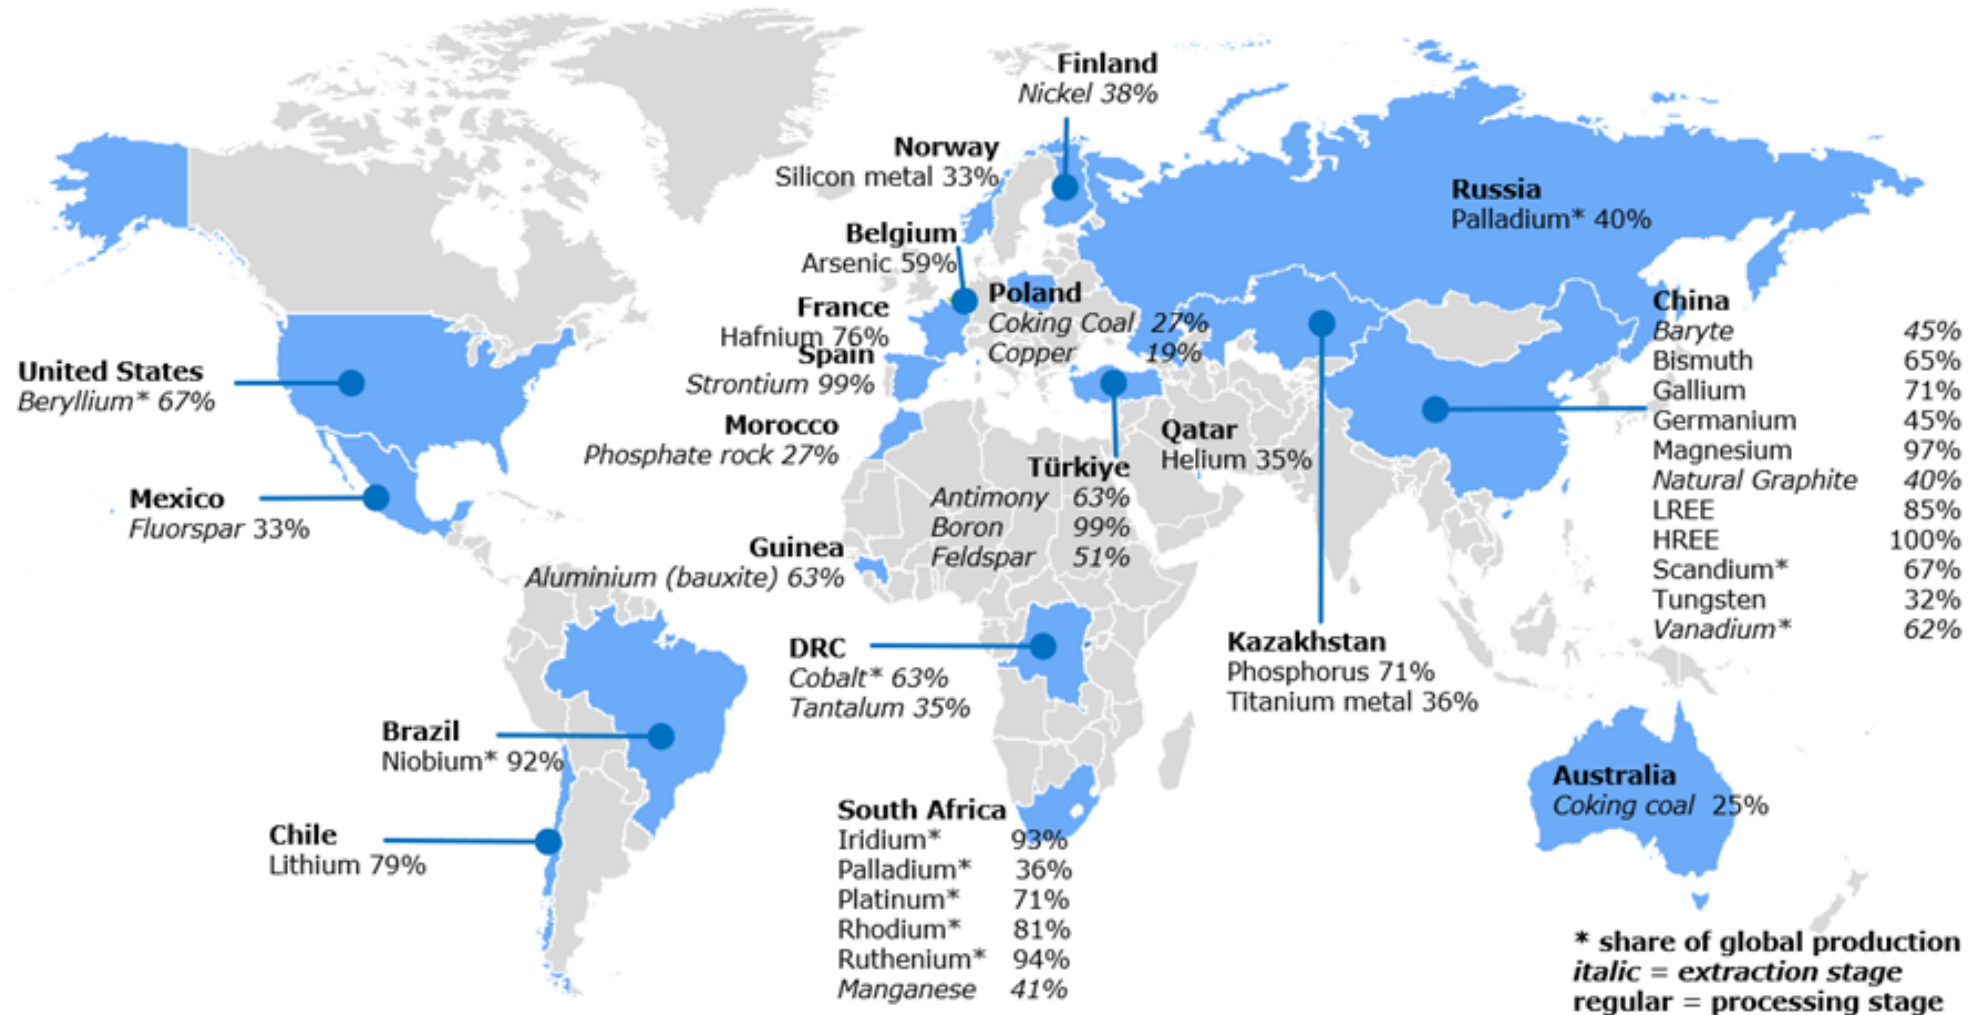 Finland
Nickel 38%
Norway
Silicon metal 33%
Belgium
Arsenic 59%
France
Hafnium 76%
Spain
Strontium 99%
Poland
Coking Coal 27%
Copper 19%
Russia
Palladium* 40%
United States
Beryllium* 67%
Mexico
Fluorspar 33%
Morocco
Phosphate rock 27%
Türkiye
Antimony 63%
Boron 99%
Feldspar 51%
Qatar
Helium 35%
China
Baryte 45%
Bismuth 65%
Gallium 71%
Germanium 45%
Magnesium 97%
Natural Graphite 40%
LREE 85%
HREE 100%
Scandium* 67%
Tungsten 32%
Vanadium* 62%
Guinea
Aluminium (bauxite) 63%
DRC
Cobalt* 63%
Tantalum 35%
Kazakhstan
Phosphorus 71%
Titanium metal 36%
Brazil
Niobium* 92%
Chile
Lithium 79%
South Africa
Iridium* 93%
Palladium* 36%
Platinum* 71%
Rhodium* 81%
Ruthenium* 94%
Manganese 41%
Australia
Coking coal 25%
* share of global production
italic = extraction stage
regular = processing stage